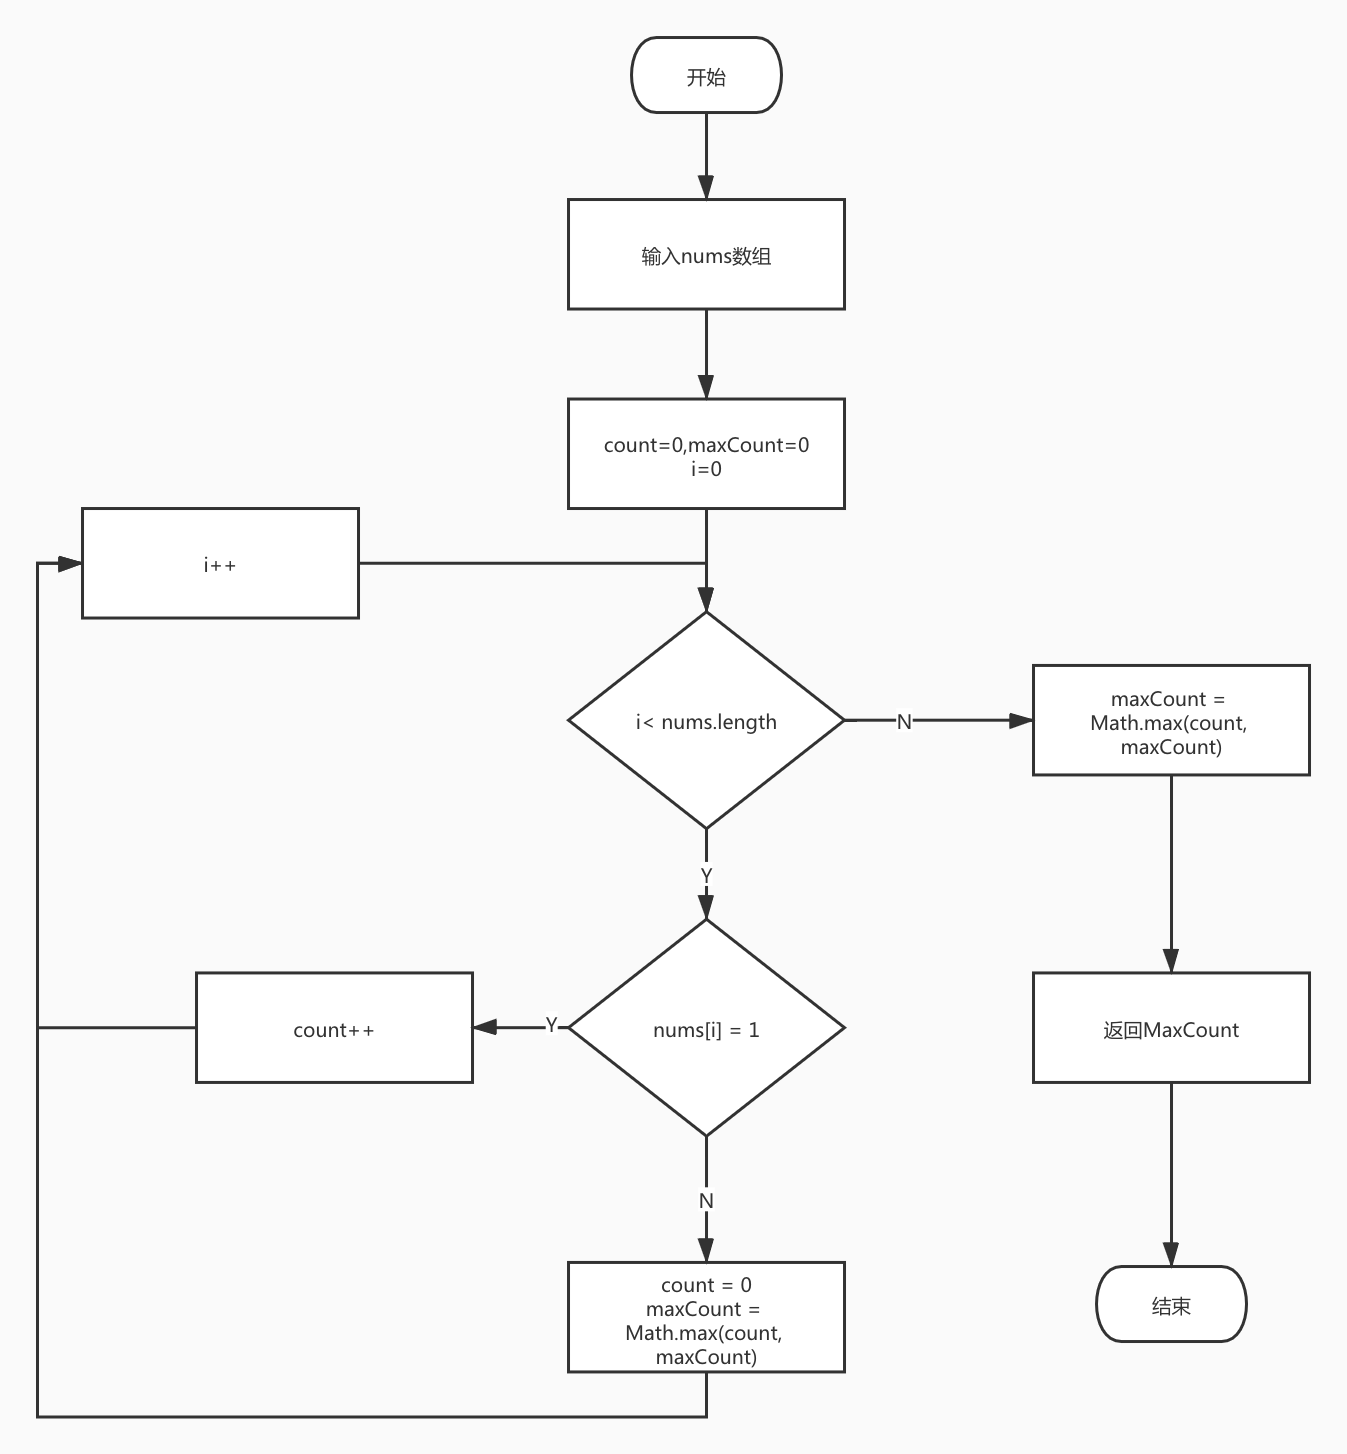 开始
输入nums数组
count=0,maxCount=0
i=0
i++
i< nums.length
N
maxCount =
Math.max(count,
maxCount)
Y
count++
Y
nums[i] = 1
返回MaxCount
N
count = 0
maxCount =
Math.max(count,
maxCount)
结束